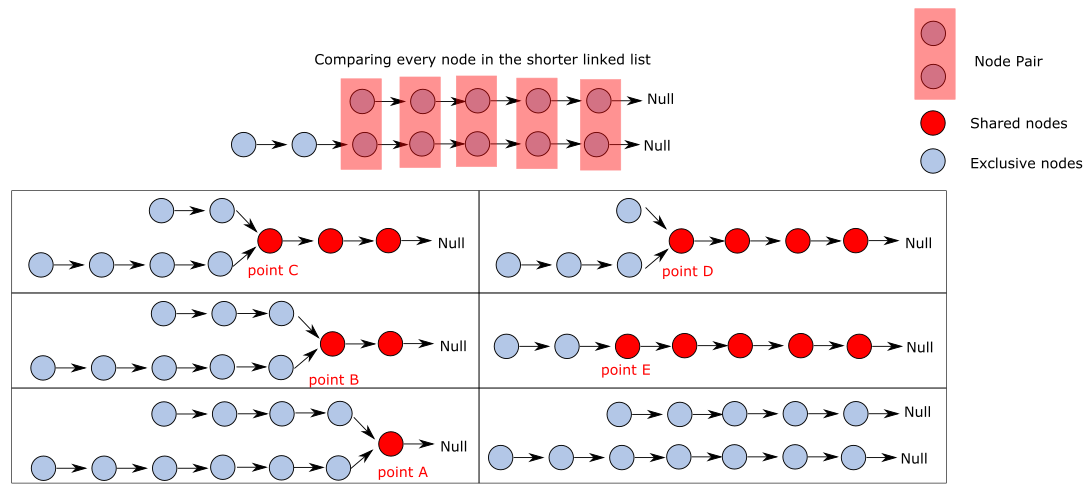 Comparing every node in the shorter linked list
Null
Null
Node Pair
Shared nodes
Exclusive nodes
Null
point C
Null
point D
Null
point B
Null
point E
Null
point A
Null
Null